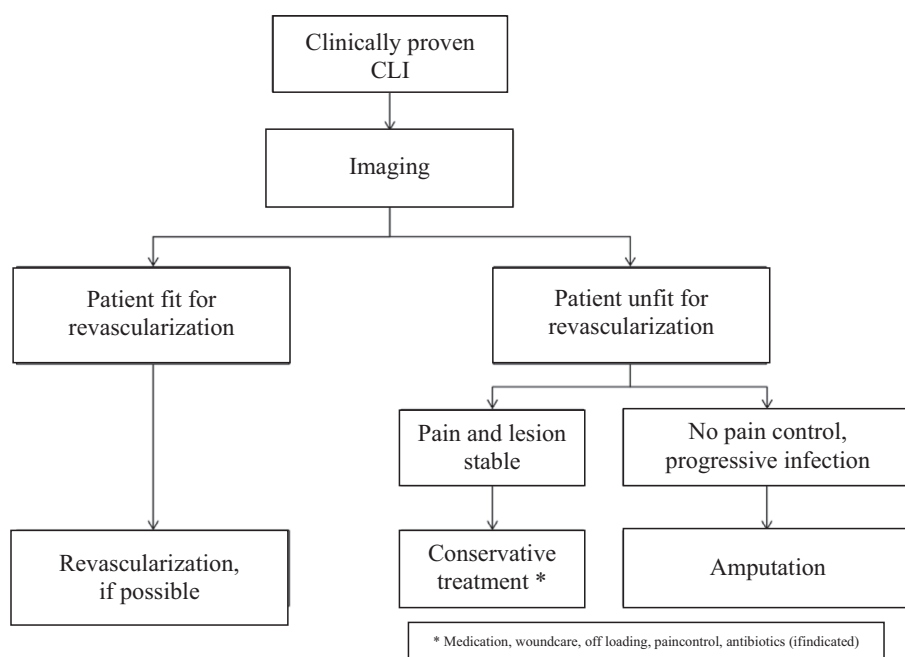 Clinically proven
CLI
Imaging
Patient fit for
revascularization
Patient unfit for
revascularization
Pain and lesion
stable
No pain control,
progressive infection
Revascularization,
if possible
Conservative
treatment *
Amputation
* Medication, woundcare, off loading, paincontrol, antibiotics (ifindicated)